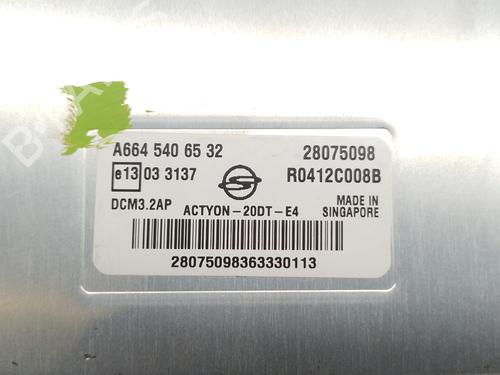 A664 540 65 32 28075098
e13 03 3137 R0412C008B
DCM3.2AP ACTYON-20DT-E4 MADE IN SINGAPORE
28075098363330113